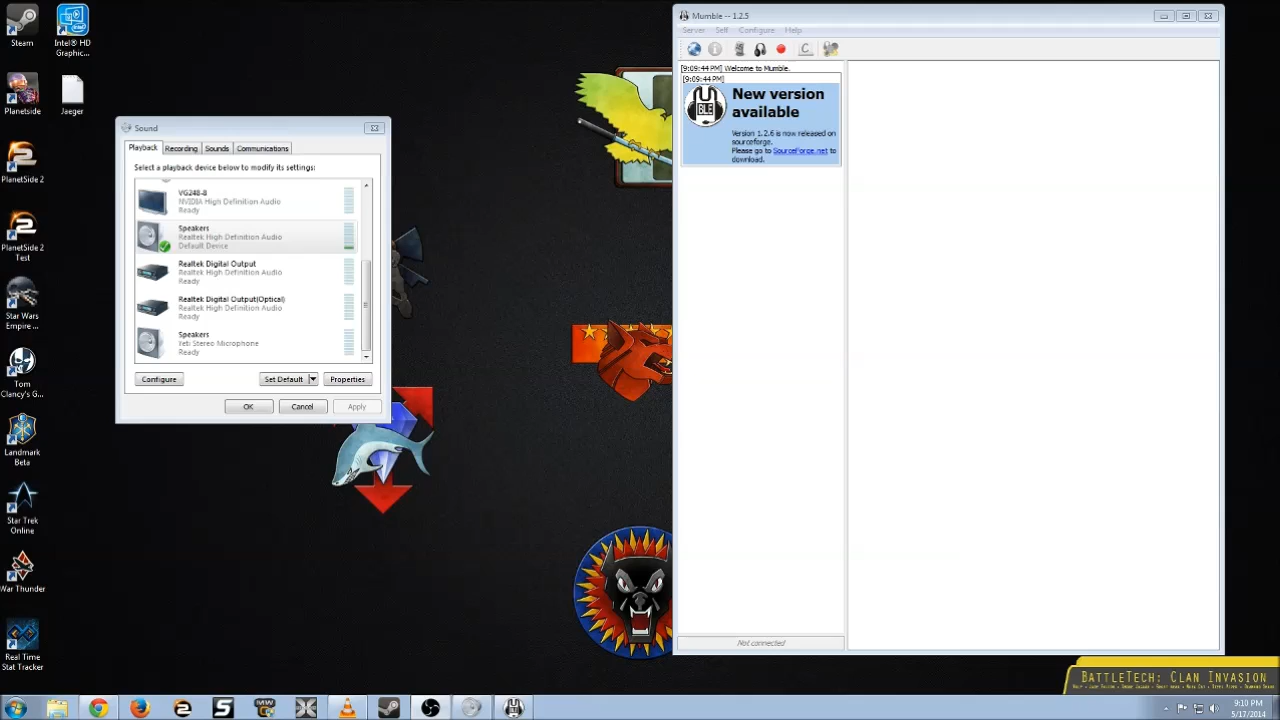 Steam
Intel® HD
Graphic...
Planetside
Jaeger
PlanetSide 2
PlanetSide 2
Test
Star Wars
Empire ...
Tom
Clancy's G...
Landmark
Beta
Star Trek
Online
War Thunder
Real Time
Stat Tracker
Sound
Playback Recording Sounds Communications
Select a playback device below to modify its settings:
VG248-8
NVIDIA High Definition Audio
Ready
Speakers
Realtek High Definition Audio
Default Device
Realtek Digital Output
Realtek High Definition Audio
Ready
Realtek Digital Output(Optical)
Realtek High Definition Audio
Ready
Speakers
Yeti Stereo Microphone
Ready
Configure Set Default Properties
OK Cancel Apply
Mumble -- 1.2.5
Server Self Configure Help
[9:09:44 PM] Welcome to Mumble.
[9:09:44 PM]
New version
available
Version 1.2.6 is now released on
sourceforge.
Please go to SourceForge.net to
download.
Not connected
BattleTech: Clan Invasion
9:10 PM
5/17/2014